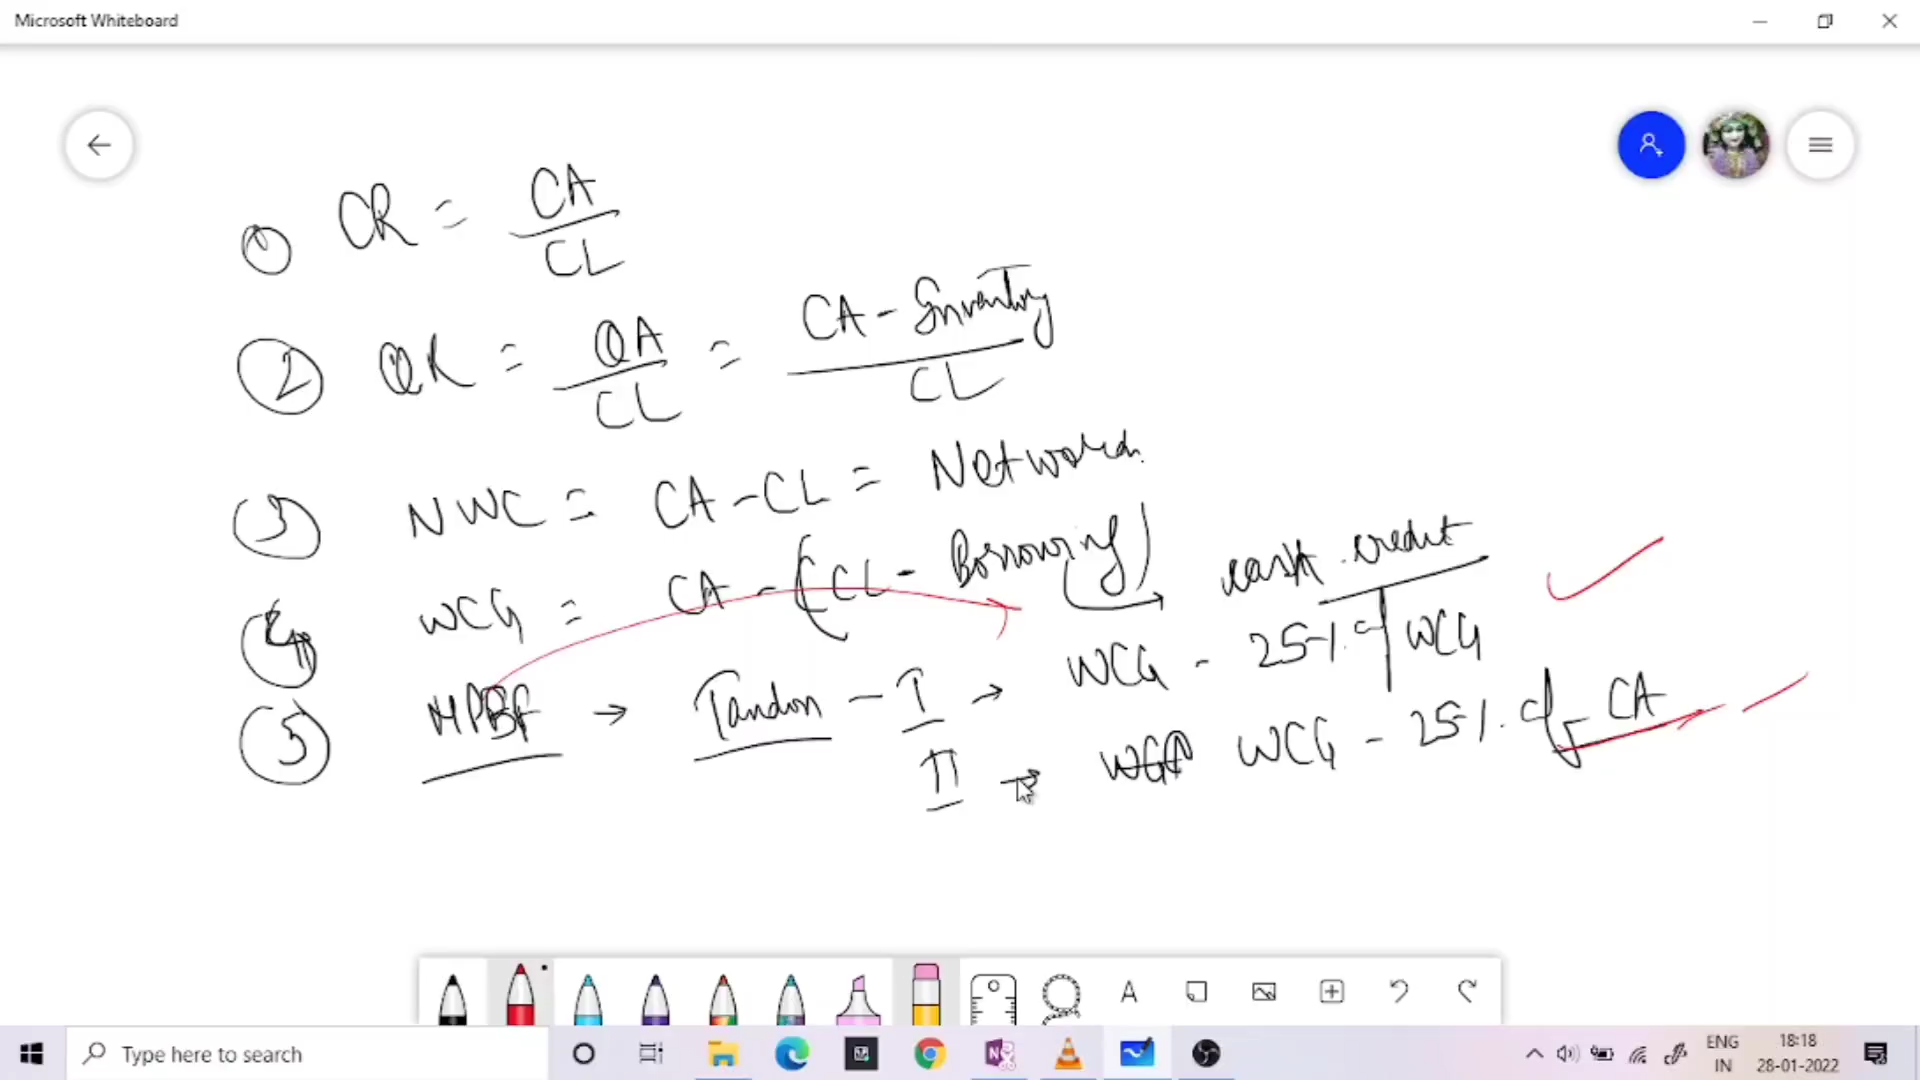 Microsoft Whiteboard
① CR = CA / CL
② QR = QA / CL = CA - Inventory / CL
③ NWC = CA - CL =
④ WCG = CA - (CL - Borrowing) → cash credit
⑤ MPBF → Tandon - I → WCG - 25% of WCG
II → WCG - 25% of CA
Type here to search
ENG
IN
18:18
28-01-2022